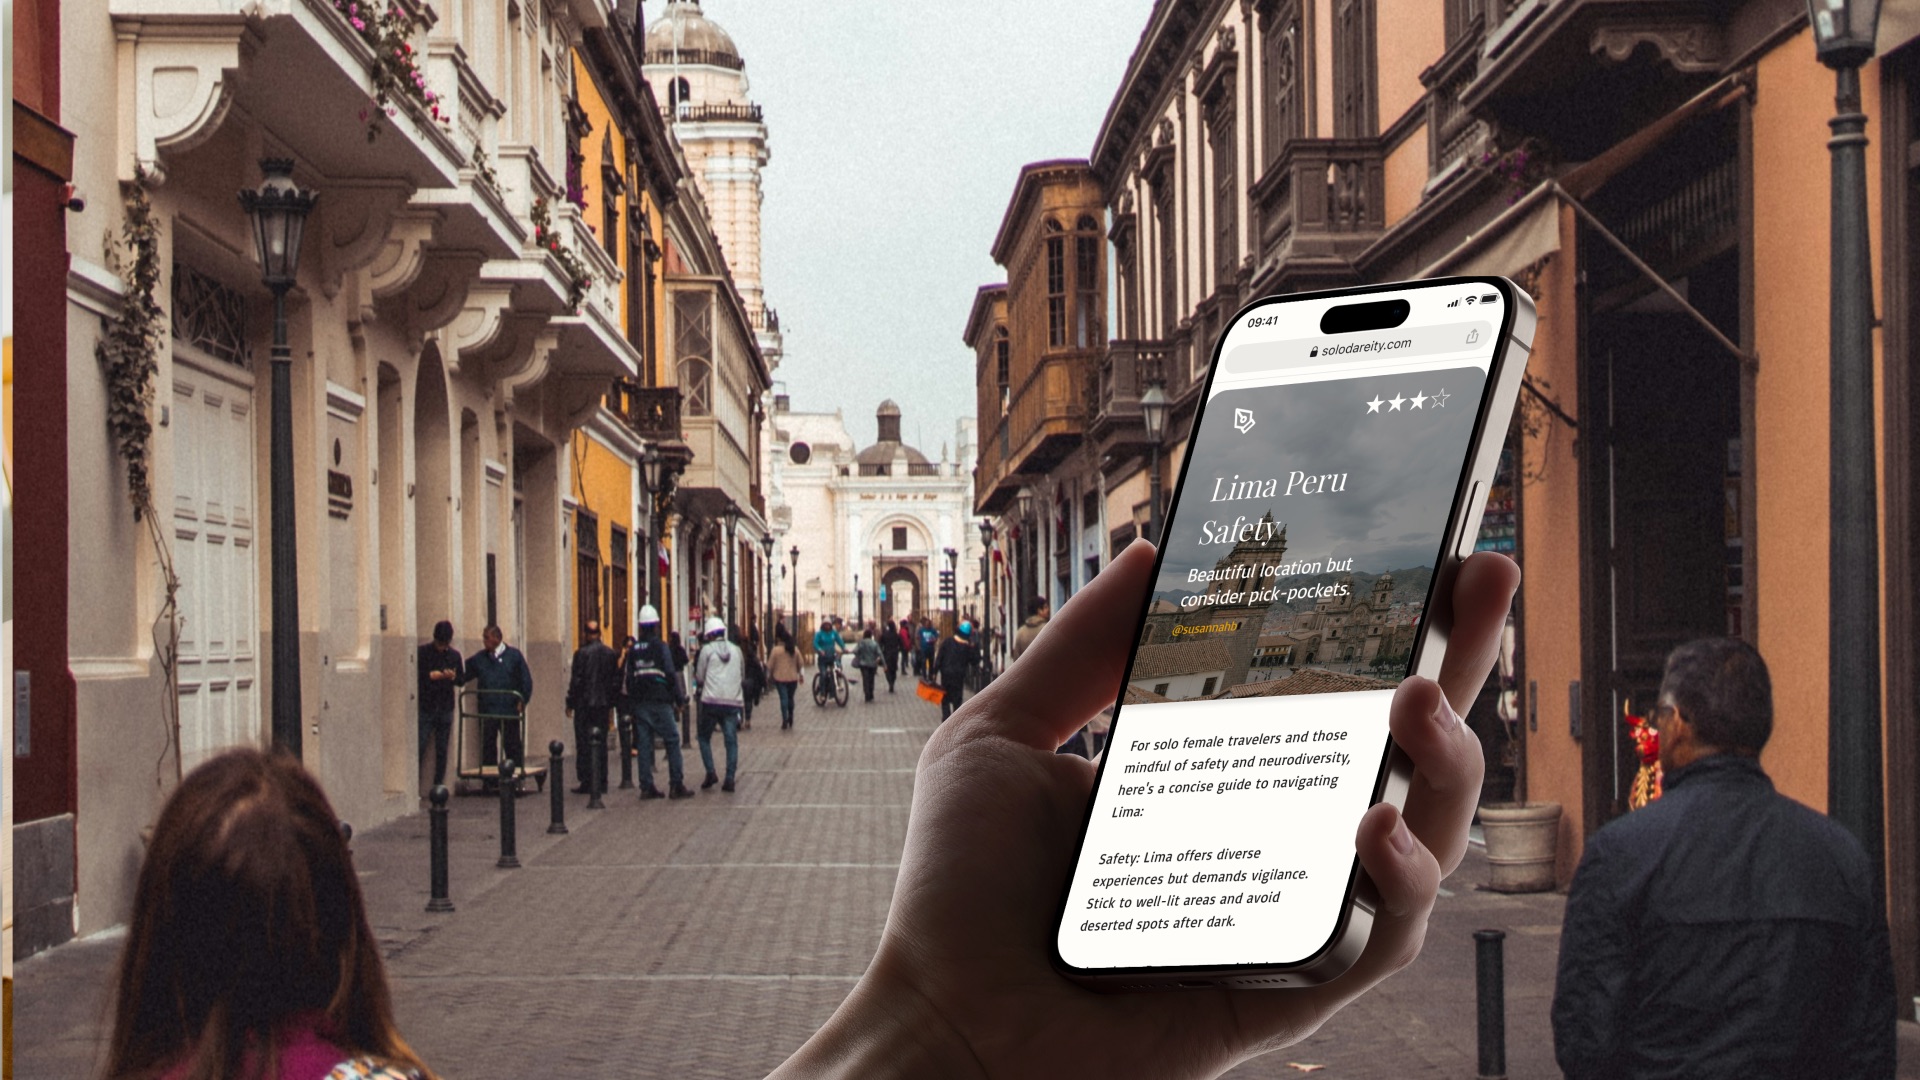 09:41
solodareity.com
Lima Peru
Safety
Beautiful location but
consider pick-pockets.
@susannahb
For solo female travelers and those
mindful of safety and neurodiversity,
here's a concise guide to navigating
Lima:
Safety: Lima offers diverse
experiences but demands vigilance.
Stick to well-lit areas and avoid
deserted spots after dark.